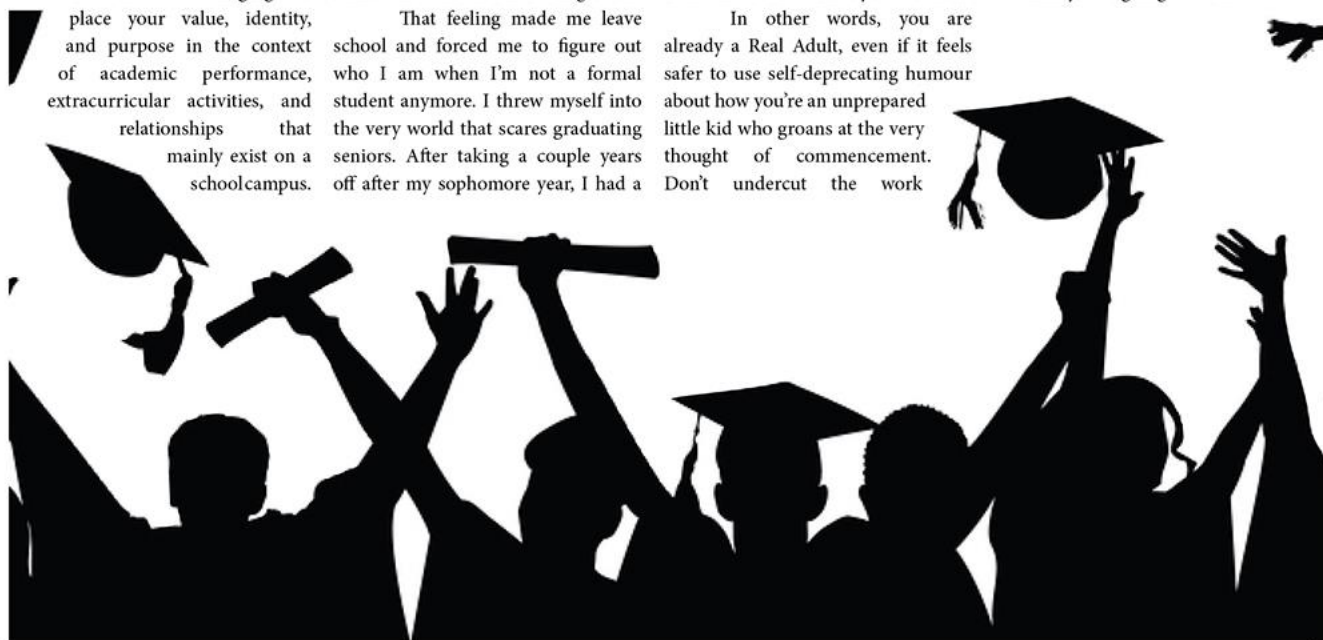 place your value, identity,
and purpose in the context
of academic performance,
extracurricular activities, and
relationships that
mainly exist on a
school campus.
That feeling made me leave
school and forced me to figure out
who I am when I'm not a formal
student anymore. I threw myself into
the very world that scares graduating
seniors. After taking a couple years
off after my sophomore year, I had a
In other words, you are
already a Real Adult, even if it feels
safer to use self-deprecating humour
about how you're an unprepared
little kid who groans at the very
thought of commencement.
Don't undercut the work